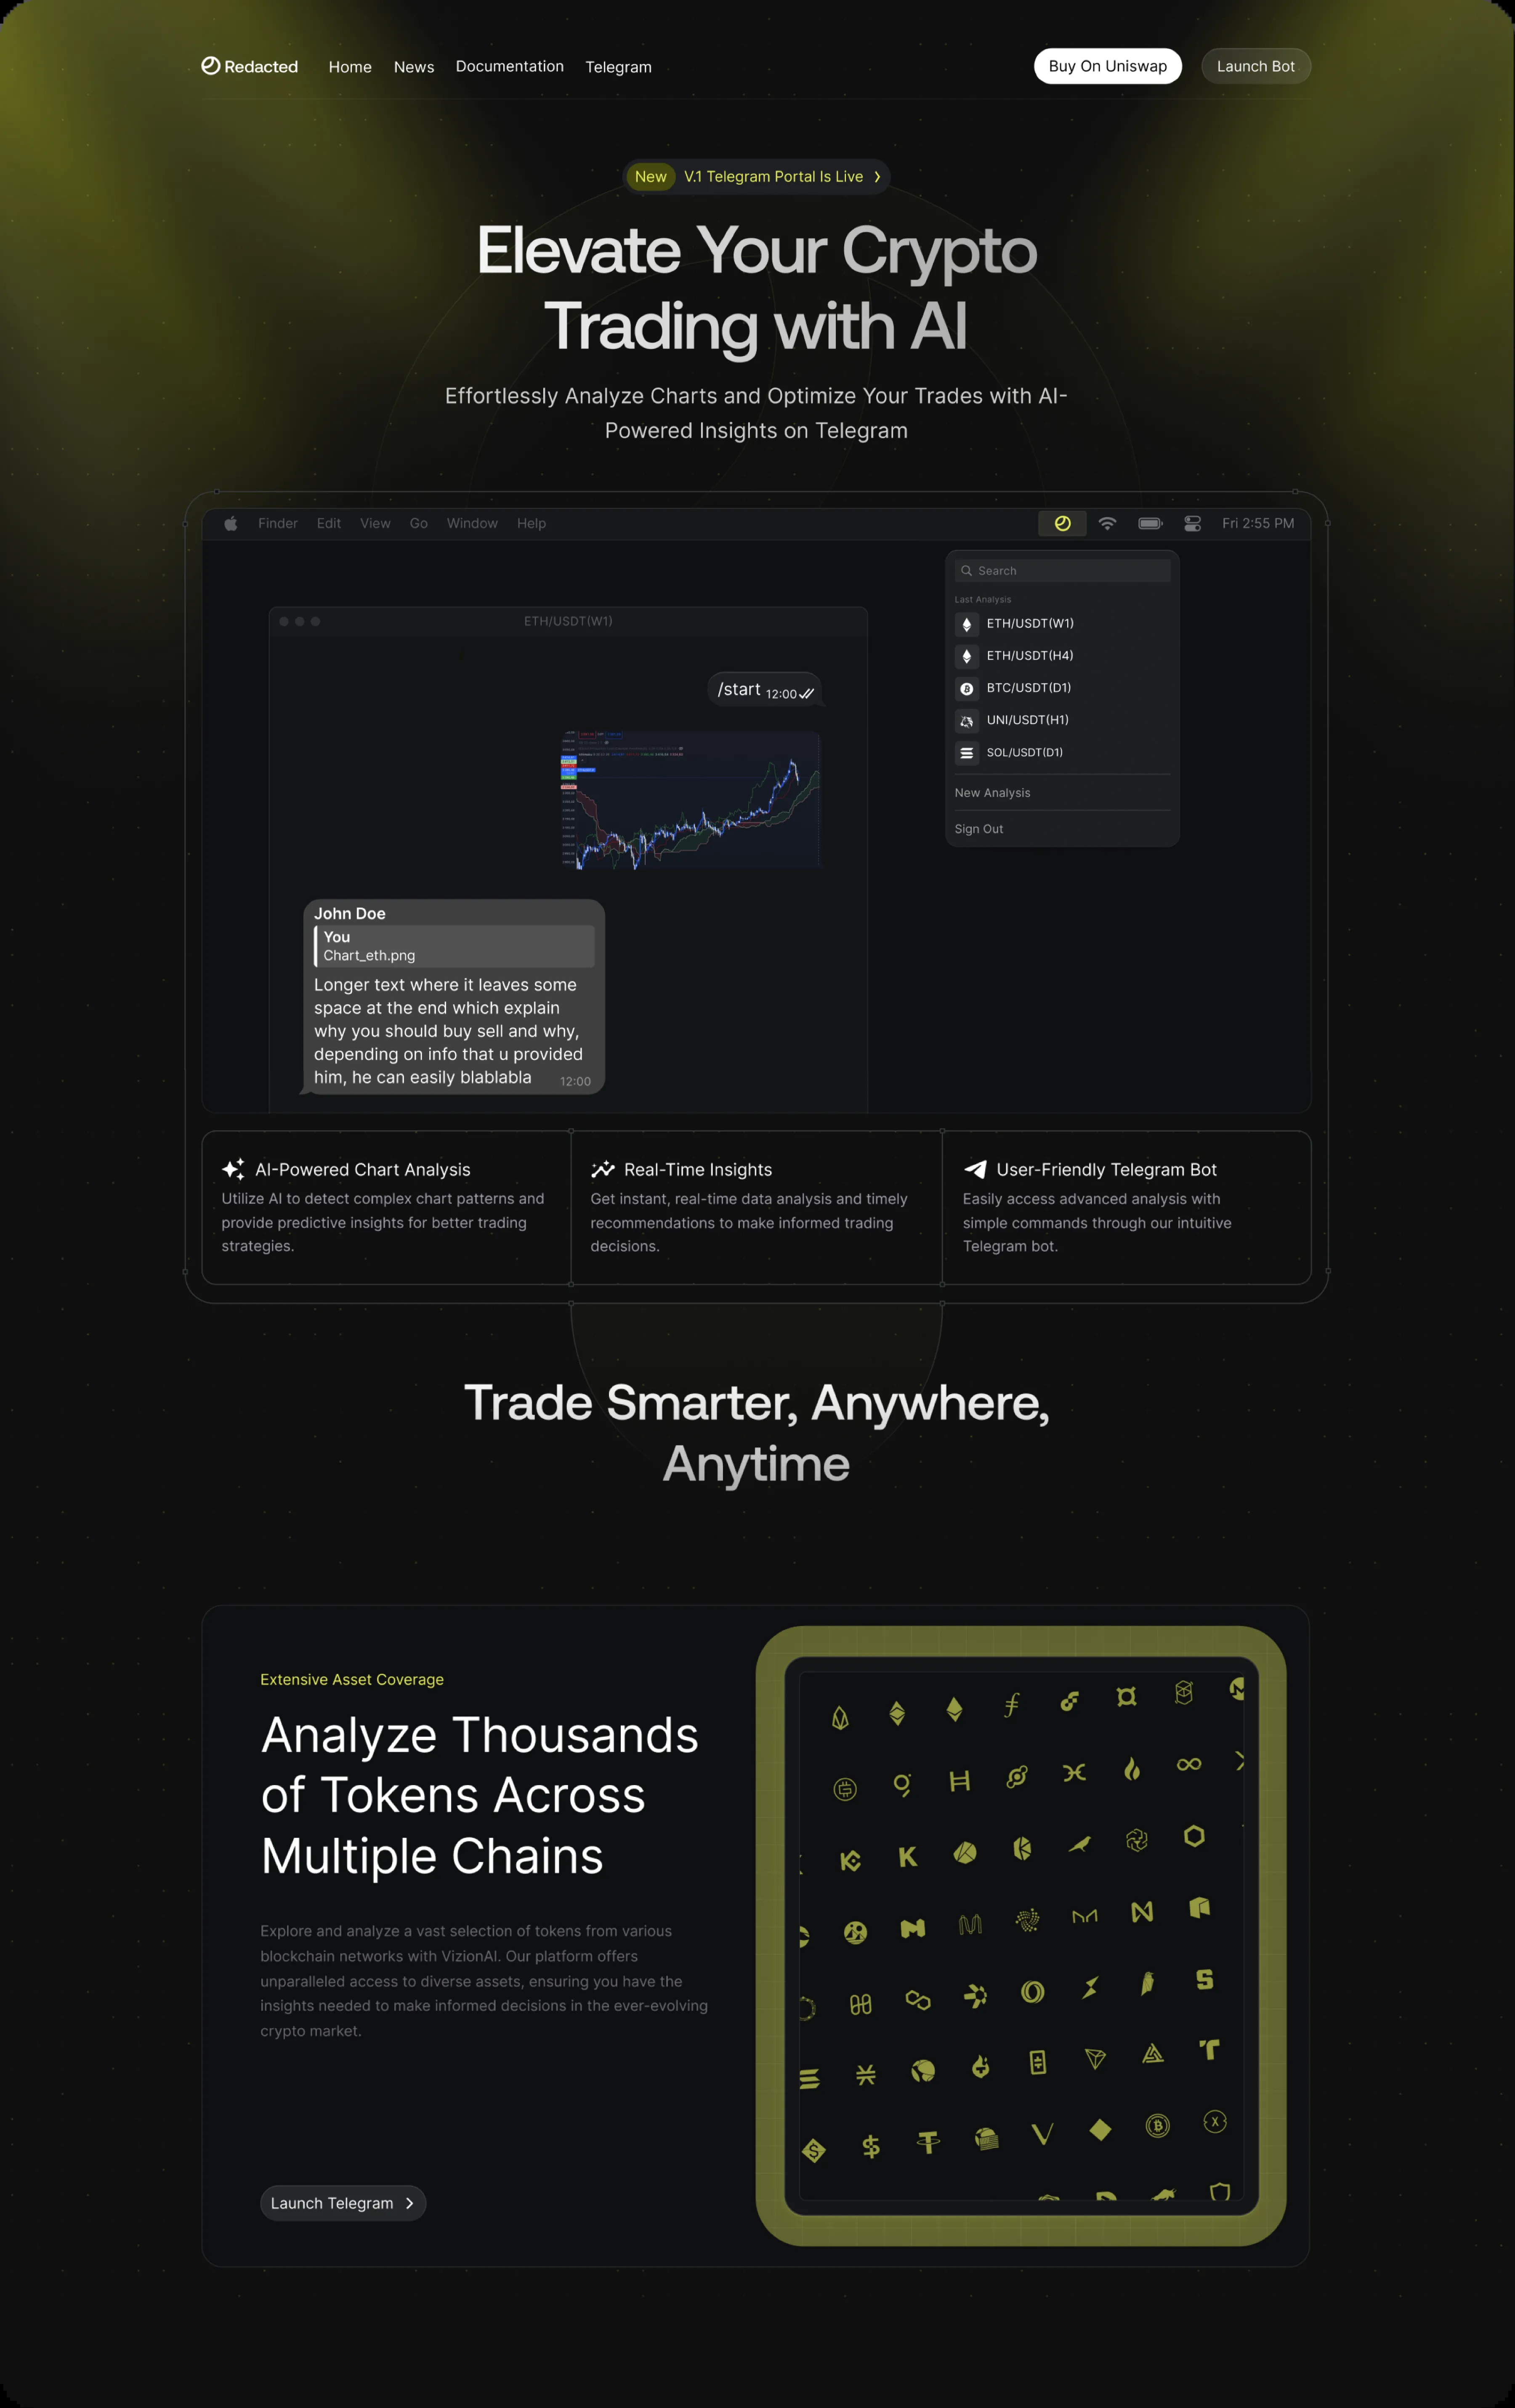 Redacted Home News Documentation Telegram Buy On Uniswap Launch Bot
New V.1 Telegram Portal Is Live
Elevate Your Crypto
Trading with AI
Effortlessly Analyze Charts and Optimize Your Trades with AI-
Powered Insights on Telegram
Finder Edit View Go Window Help Fri 2:55 PM
ETH/USDT(W1)
/start 12:00
John Doe
You
Chart_eth.png
Longer text where it leaves some
space at the end which explain
why you should buy sell and why,
depending on info that u provided
him, he can easily blablabla 12:00
Search
Last Analysis
ETH/USDT(W1)
ETH/USDT(H4)
BTC/USDT(D1)
UNI/USDT(H1)
SOL/USDT(D1)
New Analysis
Sign Out
AI-Powered Chart Analysis
Utilize AI to detect complex chart patterns and
provide predictive insights for better trading
strategies.
Real-Time Insights
Get instant, real-time data analysis and timely
recommendations to make informed trading
decisions.
User-Friendly Telegram Bot
Easily access advanced analysis with
simple commands through our intuitive
Telegram bot.
Trade Smarter, Anywhere,
Anytime
Extensive Asset Coverage
Analyze Thousands
of Tokens Across
Multiple Chains
Explore and analyze a vast selection of tokens from various
blockchain networks with VizionAI. Our platform offers
unparalleled access to diverse assets, ensuring you have the
insights needed to make informed decisions in the ever-evolving
crypto market.
Launch Telegram